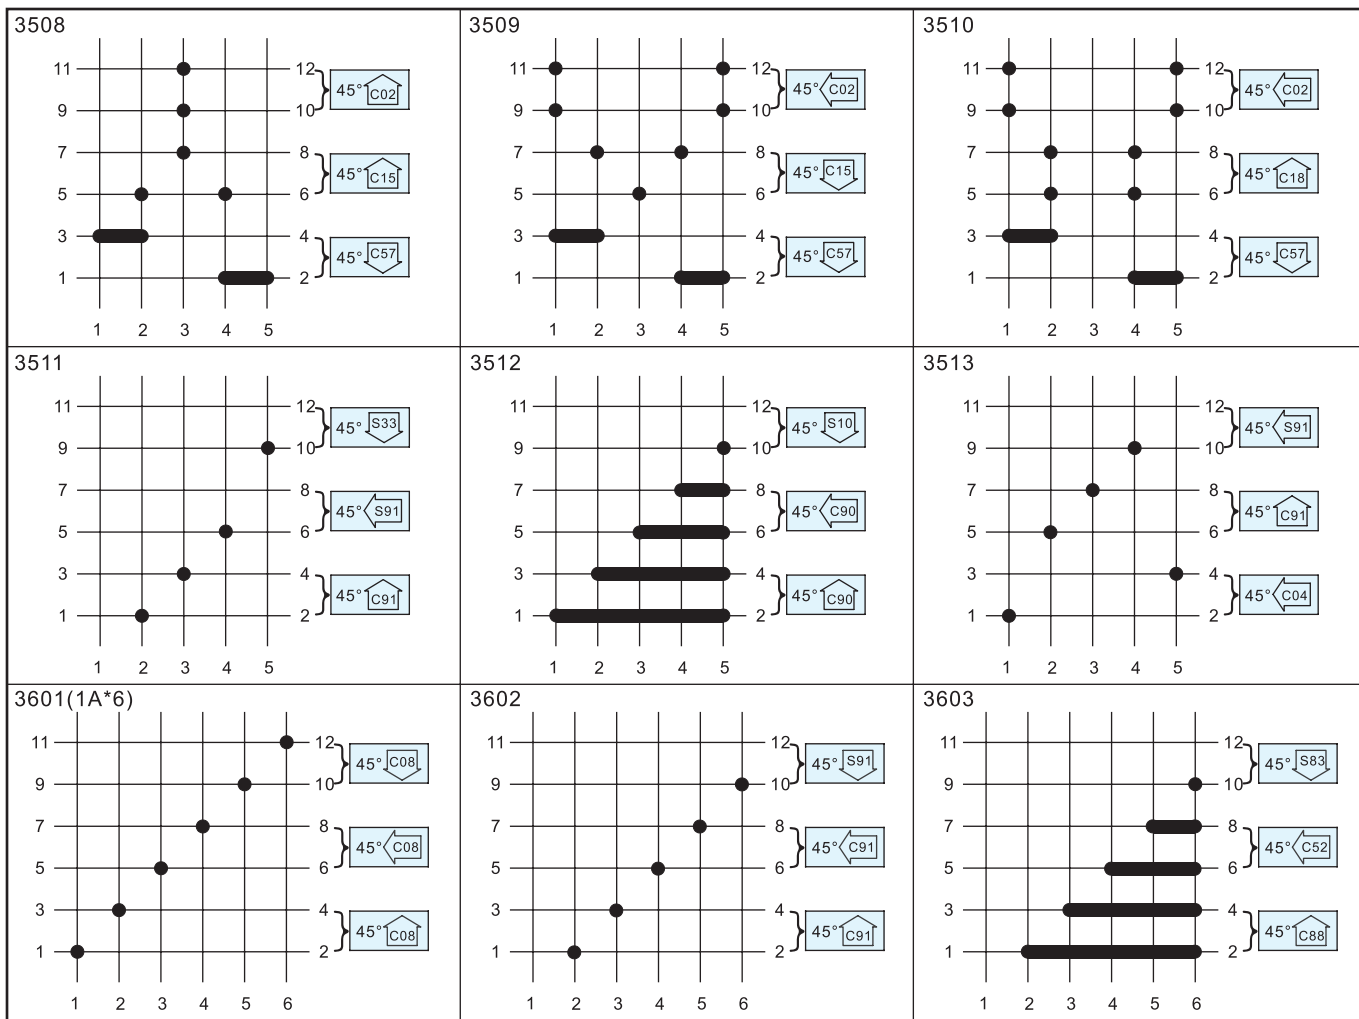 3508
11 12
45° C02
9 10
7 8
45° C15
5 6
3 4
45° C57
1 2
1 2 3 4 5
3509
11 12
45° C02
9 10
7 8
45° C15
5 6
3 4
45° C57
1 2
1 2 3 4 5
3510
11 12
45° C02
9 10
7 8
45° C18
5 6
3 4
45° C57
1 2
1 2 3 4 5
3511
11 12
45° S33
9 10
7 8
45° S91
5 6
3 4
45° C91
1 2
1 2 3 4 5
3512
11 12
45° S10
9 10
7 8
45° C90
5 6
3 4
45° C90
1 2
1 2 3 4 5
3513
11 12
45° S91
9 10
7 8
45° C91
5 6
3 4
45° C04
1 2
1 2 3 4 5
3601(1A*6)
11 12
45° C08
9 10
7 8
45° C08
5 6
3 4
45° C08
1 2
1 2 3 4 5 6
3602
11 12
45° S91
9 10
7 8
45° C91
5 6
3 4
45° C91
1 2
1 2 3 4 5 6
3603
11 12
45° S83
9 10
7 8
45° C52
5 6
3 4
45° C88
1 2
1 2 3 4 5 6